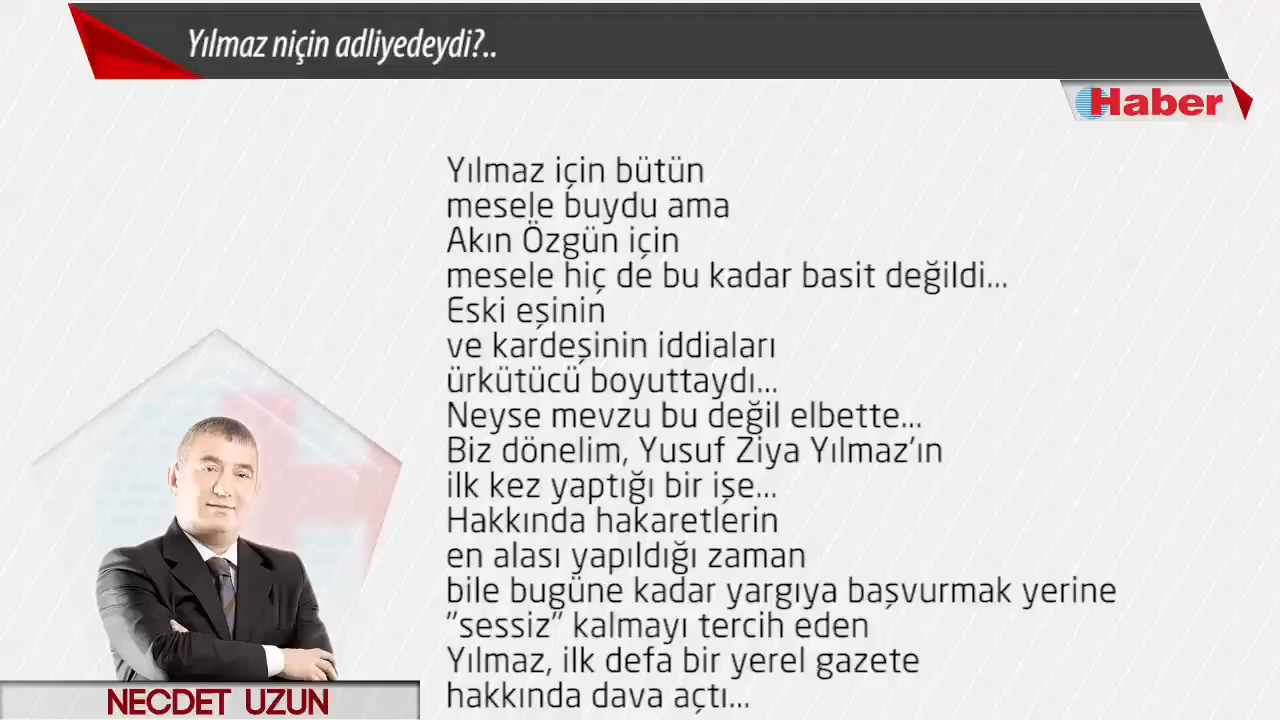 Yılmaz niçin adliyedeydi?..
Haber
Yılmaz için bütün
mesele buydu ama
Akın Özgün için
mesele hiç de bu kadar basit değildi...
Eski eşinin
ve kardeşinin iddiaları
ürkütücü boyuttaydı...
Neyse mevzu bu değil elbette...
Biz dönelim, Yusuf Ziya Yılmaz'ın
ilk kez yaptığı bir işe...
Hakkında hakaretlerin
en alası yapıldığı zaman
bile bugüne kadar yargıya başvurmak yerine
"sessiz" kalmayı tercih eden
Yılmaz, ilk defa bir yerel gazete
hakkında dava açtı...
NECDET UZUN